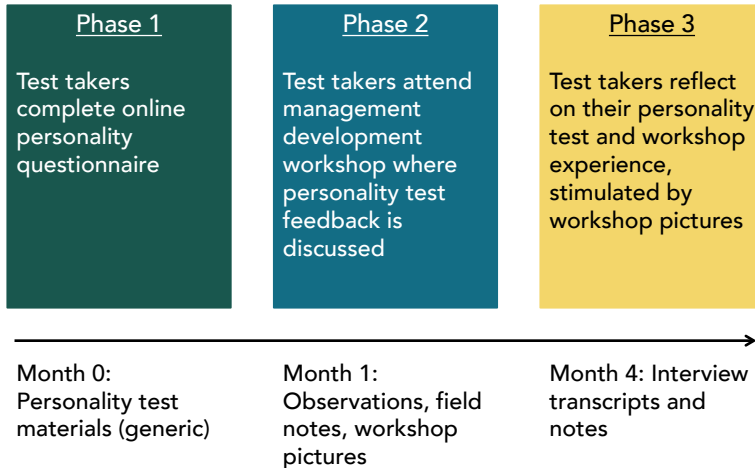 Phase 1
Test takers
complete online
personality
questionnaire
Phase 2
Test takers attend
management
development
workshop where
personality test
feedback is
discussed
Phase 3
Test takers reflect
on their personality
test and workshop
experience,
stimulated by
workshop pictures
Month 0:
Personality test
materials (generic)
Month 1:
Observations, field
notes, workshop
pictures
Month 4: Interview
transcripts and
notes